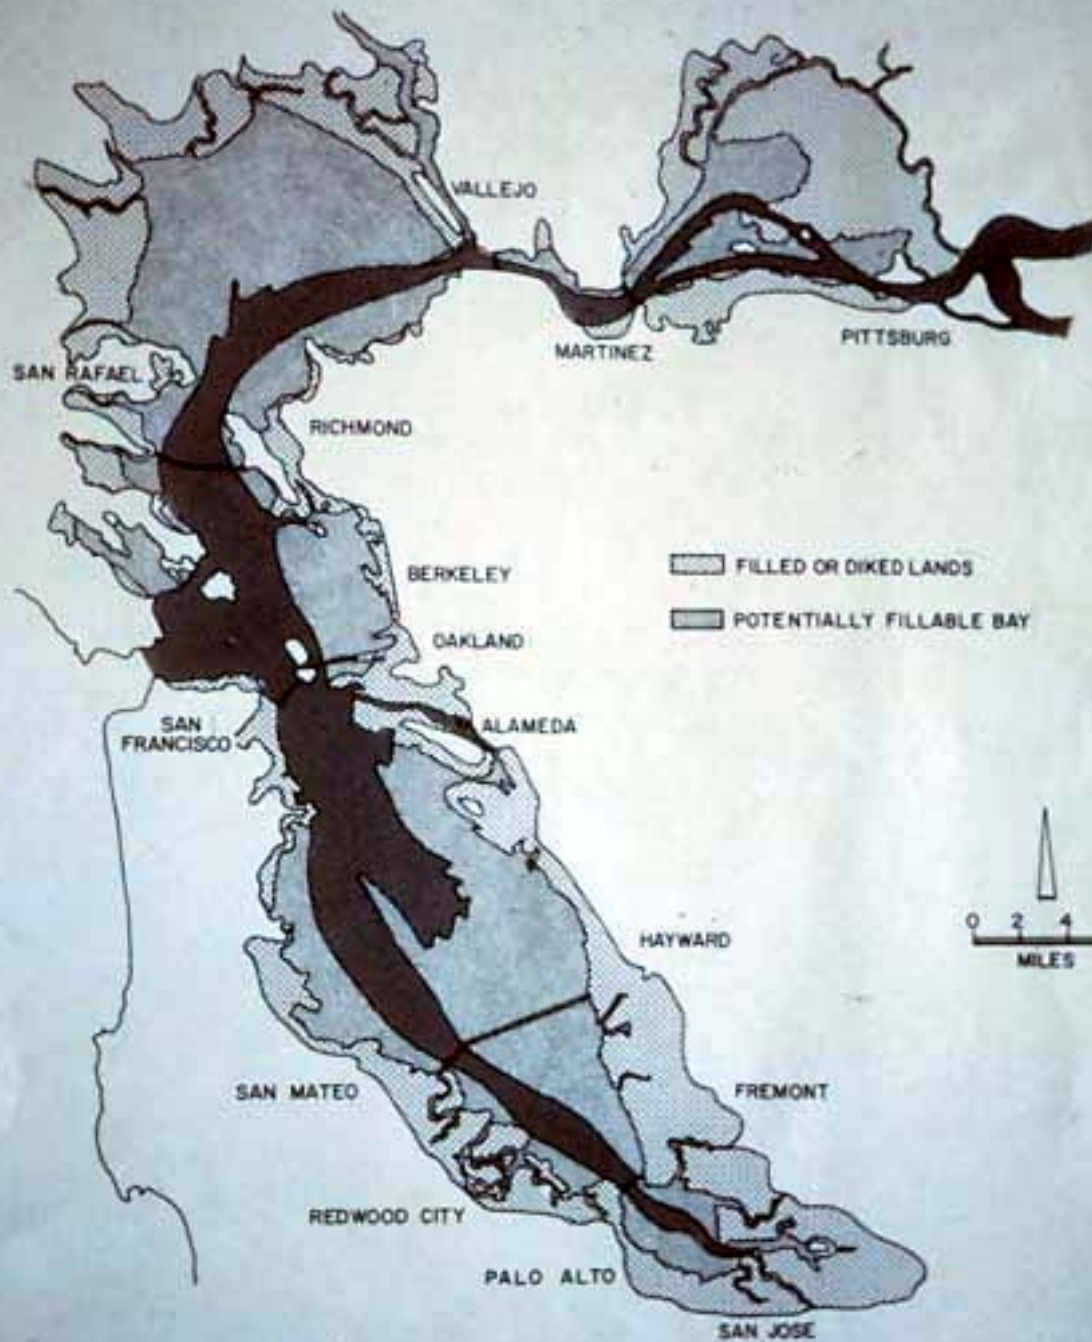 VALLEJO
MARTINEZ
PITTSBURG
SAN RAFAEL
RICHMOND
BERKELEY
FILLED OR DIKED LANDS
POTENTIALLY FILLABLE BAY
OAKLAND
SAN
FRANCISCO
ALAMEDA
HAYWARD
0 2 4
MILES
SAN MATEO
FREMONT
REDWOOD CITY
PALO ALTO
SAN JOSE